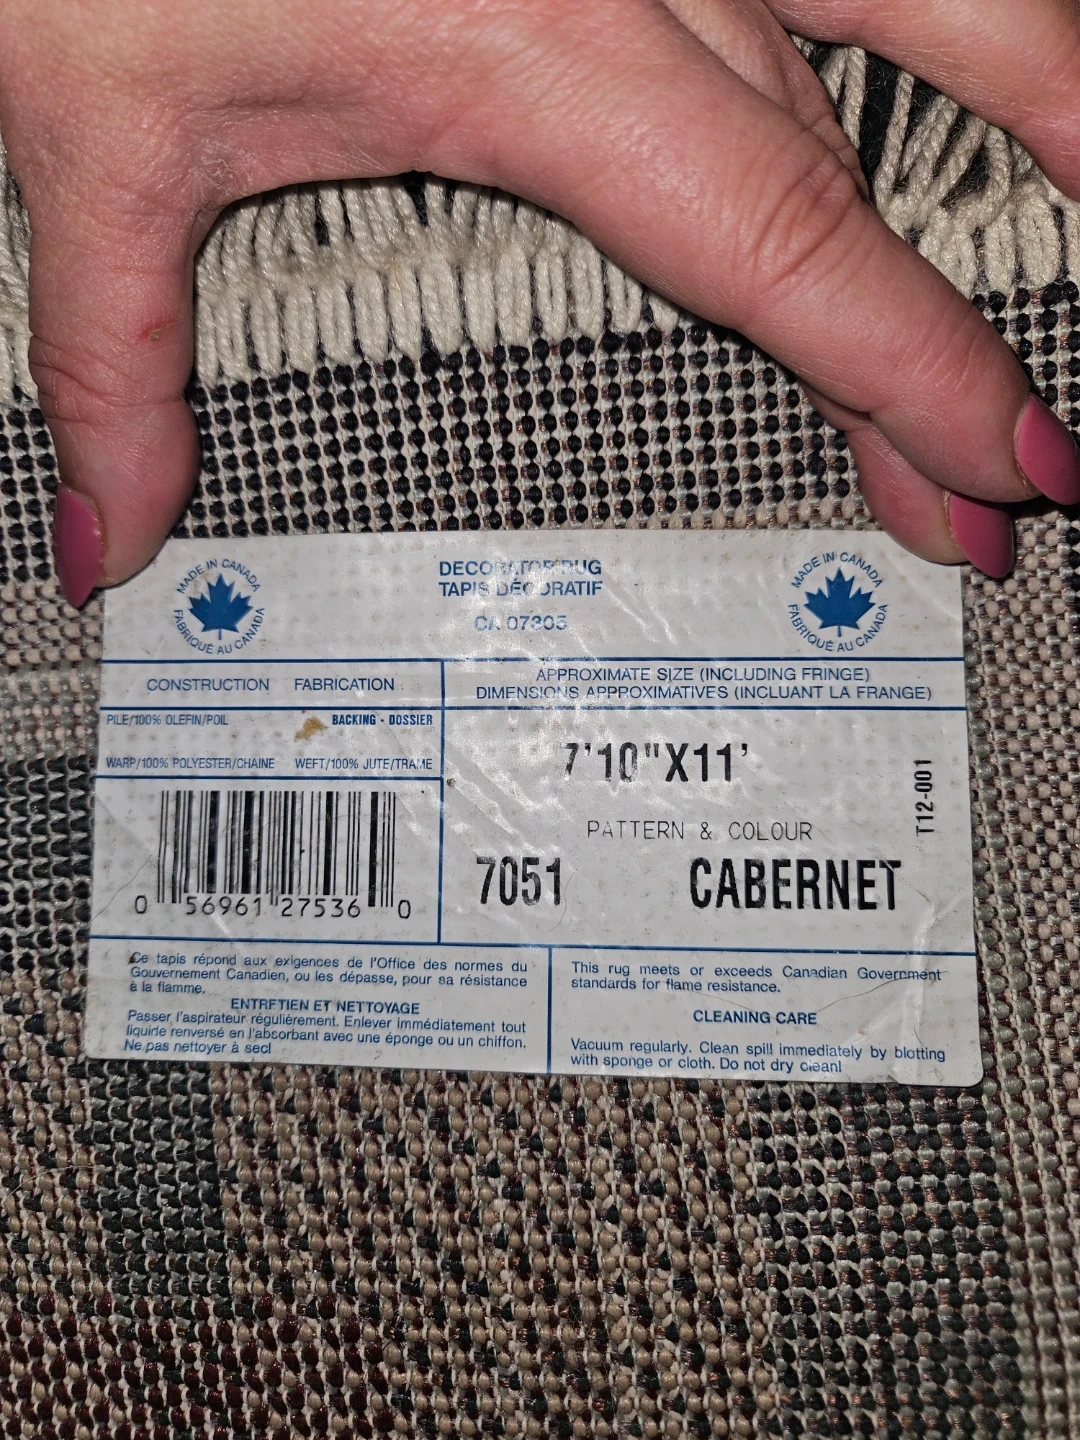 MADE IN CANADA
FABRIQUÉ AU CANADA
DECORATOR RUG
TAPIS DÉCORATIF
CA 07305
MADE IN CANADA
FABRIQUÉ AU CANADA
CONSTRUCTION FABRICATION
PILE/100% OLEFIN/POIL
BACKING - DOSSIER
WARP/100% POLYESTER/CHAINE WEFT/100% JUTE/TRAME
APPROXIMATE SIZE (INCLUDING FRINGE)
DIMENSIONS APPROXIMATIVES (INCLUANT LA FRANGE)
7'10"X11'
T12-001
PATTERN & COLOUR
7051 CABERNET
0 56961 27536 0
Ce tapis répond aux exigences de l'Office des normes du
Gouvernement Canadien, ou les dépasse, pour sa résistance
à la flamme.
ENTRETIEN ET NETTOYAGE
Passer l'aspirateur régulièrement. Enlever immédiatement tout
liquide renversé en l'absorbant avec une éponge ou un chiffon.
Ne pas nettoyer à sec!
This rug meets or exceeds Canadian Government
standards for flame resistance.
CLEANING CARE
Vacuum regularly. Clean spill immediately by blotting
with sponge or cloth. Do not dry clean!